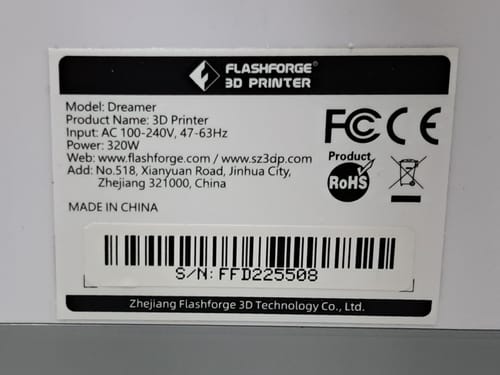 FLASHFORGE®
3D PRINTER
Model: Dreamer
Product Name: 3D Printer
Input: AC 100-240V, 47-63Hz
Power: 320W
Web: www.flashforge.com / www.sz3dp.com
Add: No.518, Xianyuan Road, Jinhua City,
Zhejiang 321000, China
MADE IN CHINA
FC CE
Product
RoHS
S/N: FFD225508
Zhejiang Flashforge 3D Technology Co., Ltd.